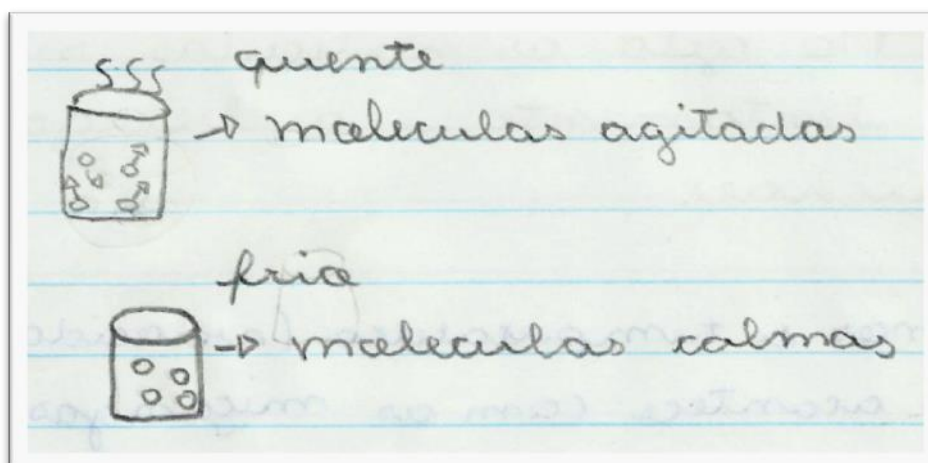 quente
→ moleculas agitadas
fria
→ moleculas calmas